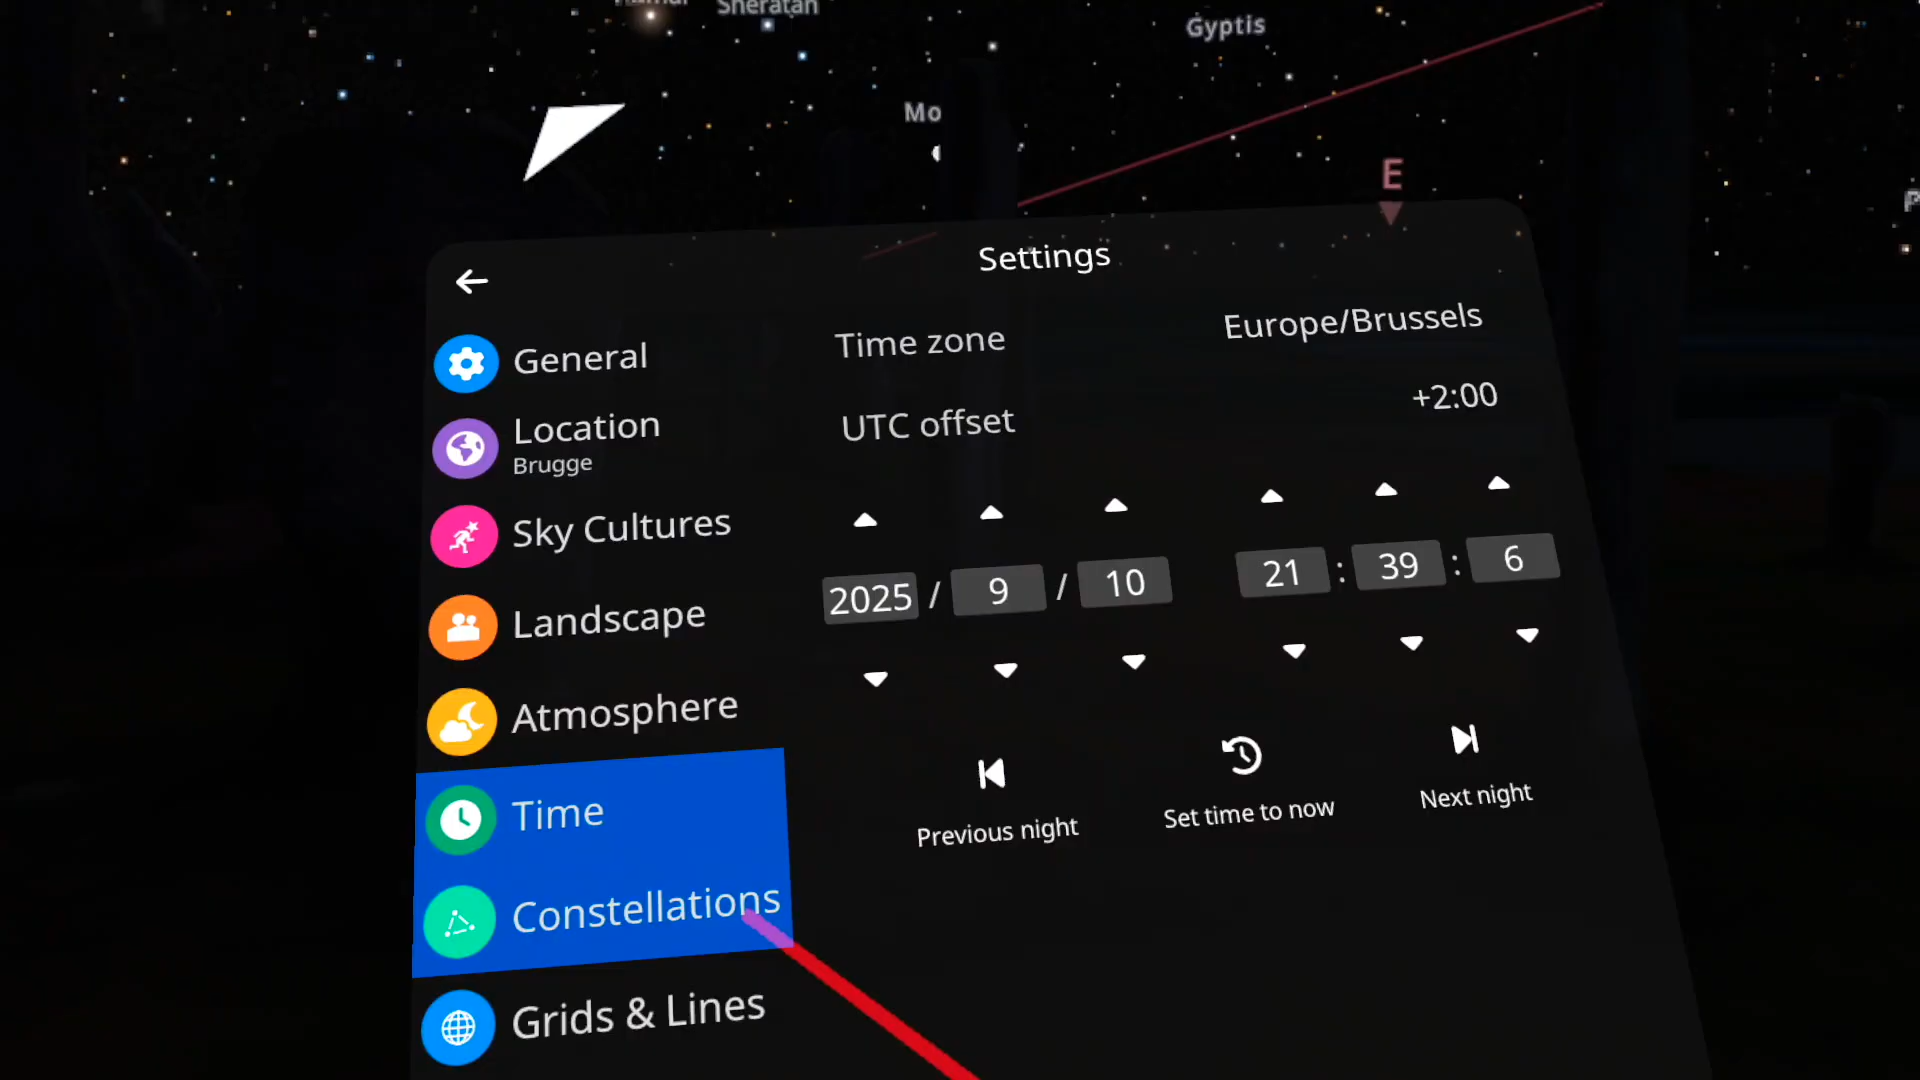 Sheratan
Gyptis
Mo
E
Settings
General
Time zone
Europe/Brussels
Location
Brugge
UTC offset
+2:00
Sky Cultures
2025 / 9 / 10
21 : 39 : 6
Landscape
Atmosphere
Time
Previous night
Set time to now
Next night
Constellations
Grids & Lines